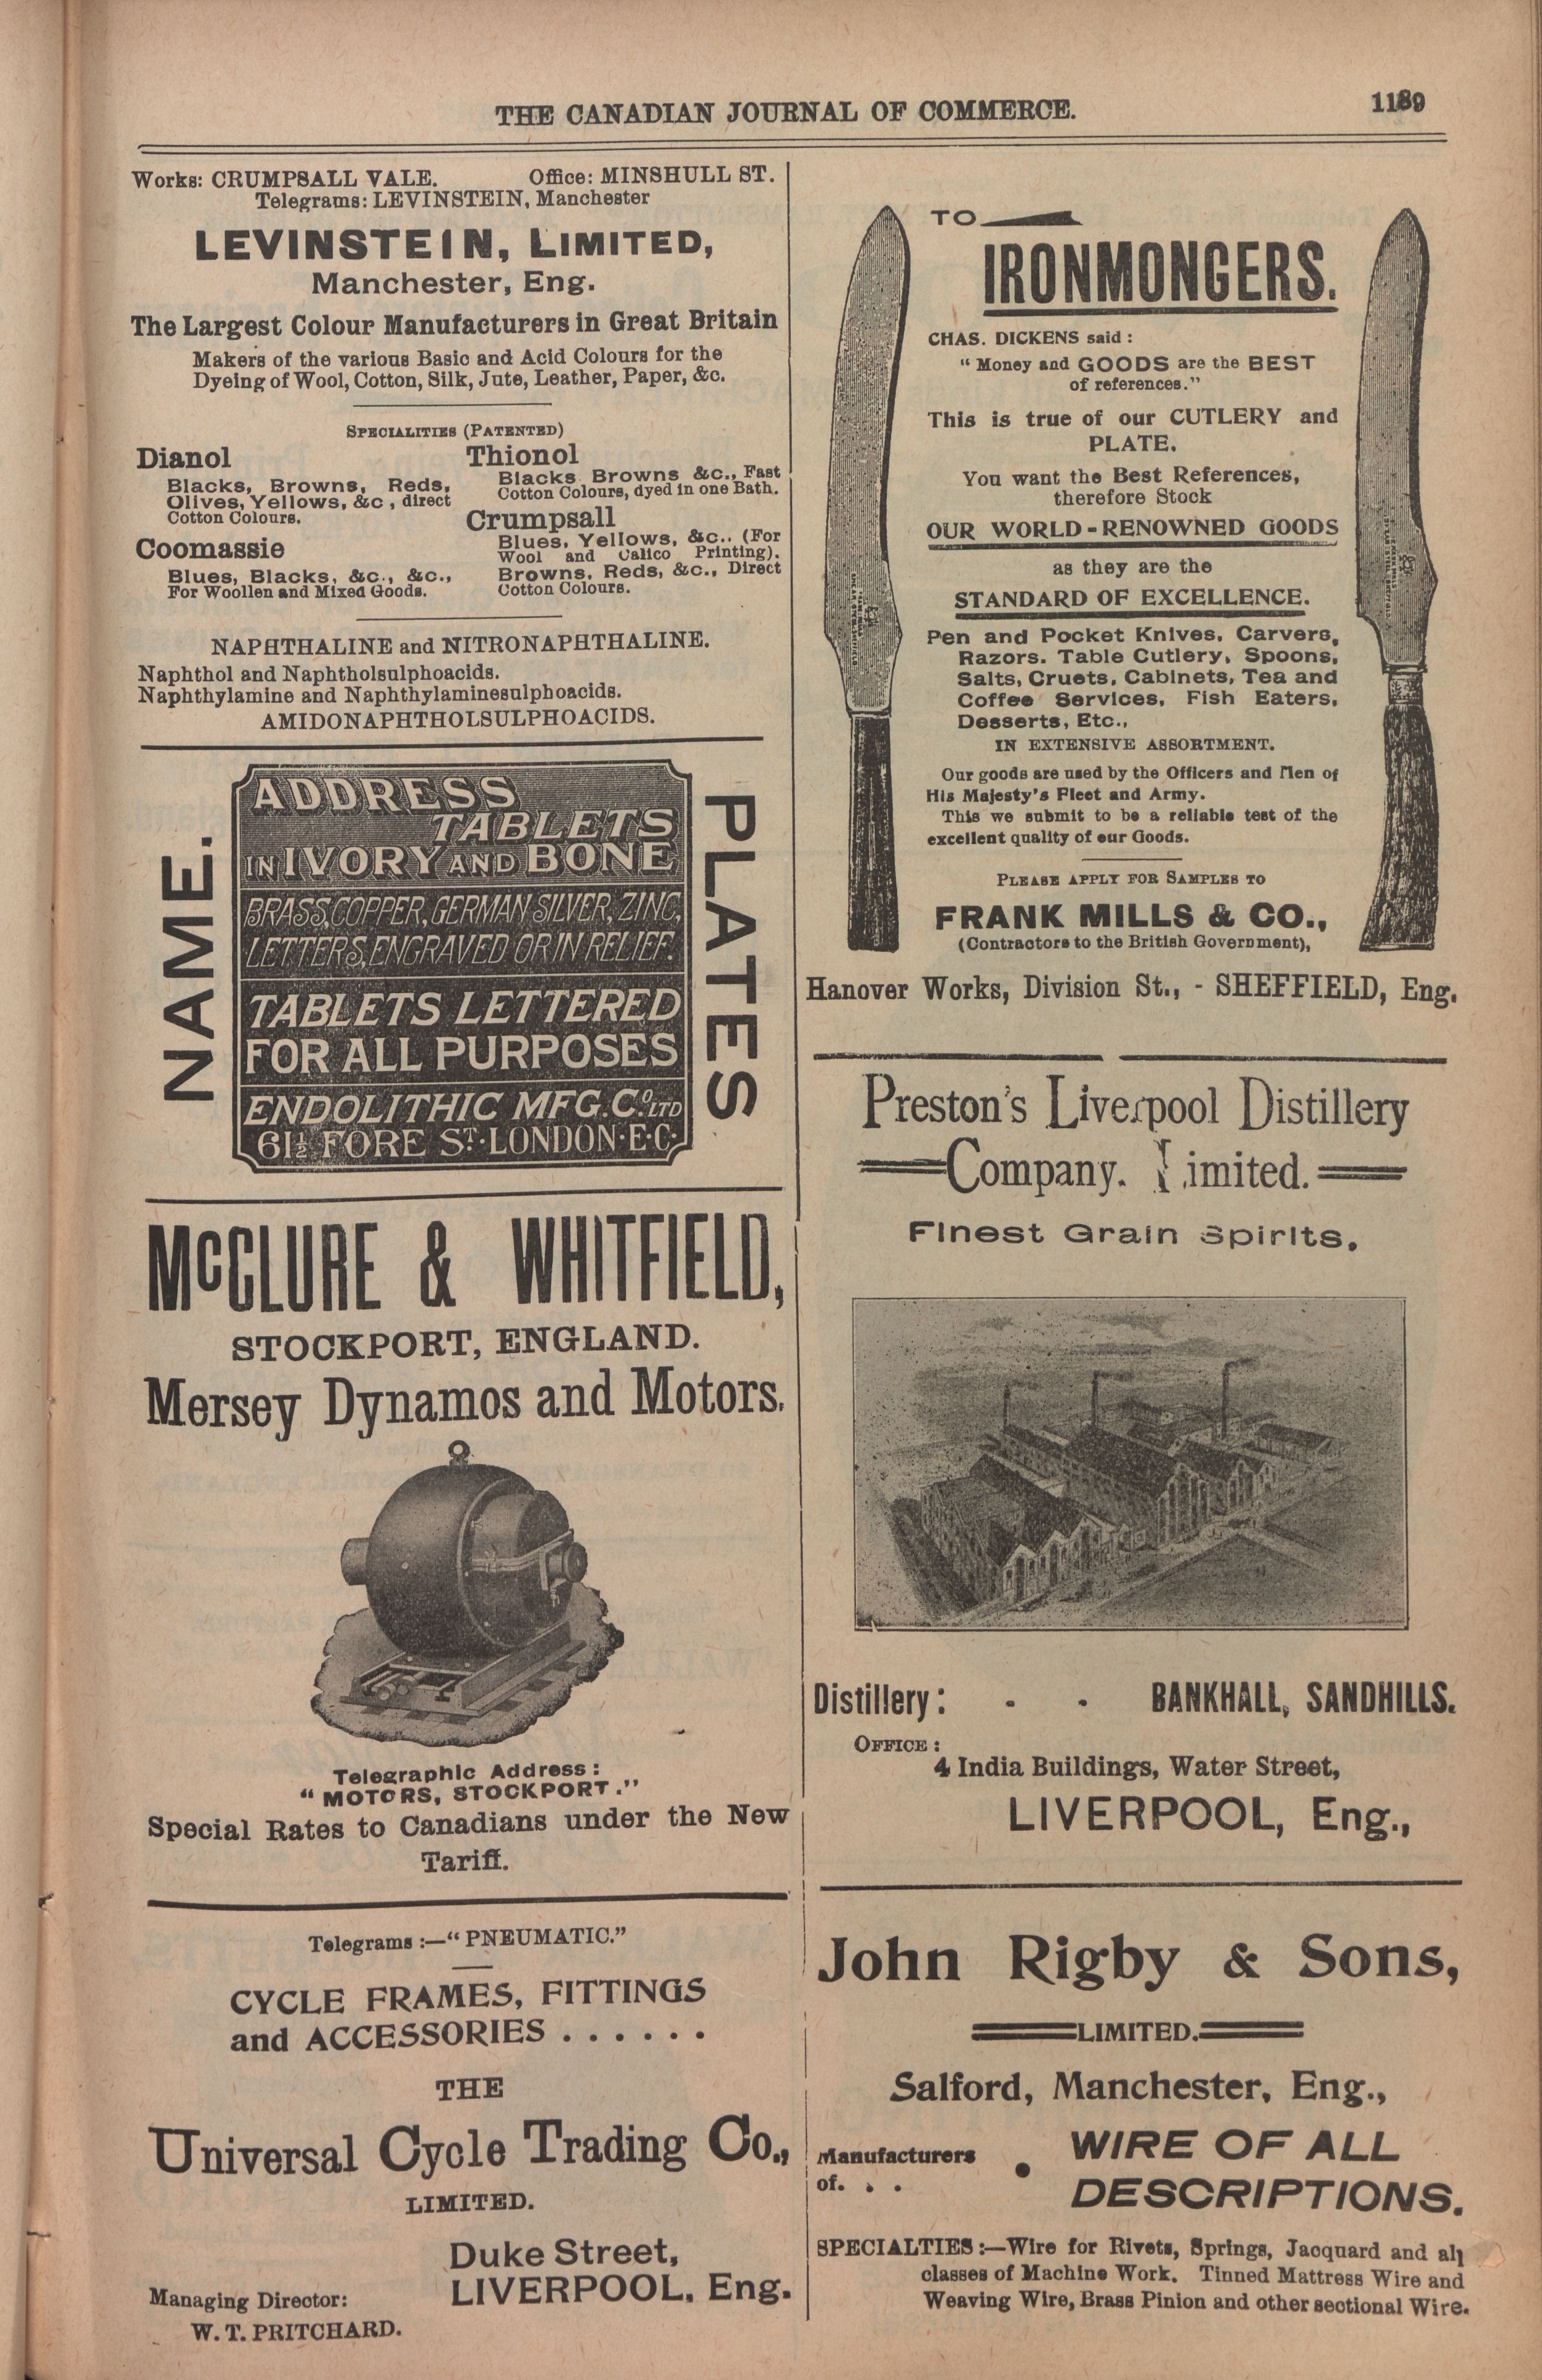 THE CANADIAN JOURNAL OF COMMERCE.
1189
Works: CRUMPSALL VALE. Office: MINSHULL ST.
Telegrams: LEVINSTEIN, Manchester
LEVINSTEIN, LIMITED,
Manchester, Eng.
The Largest Colour Manufacturers in Great Britain
Makers of the various Basic and Acid Colours for the
Dyeing of Wool, Cotton, Silk, Jute, Leather, Paper, &c.
SPECIALITIES (PATENTED)
Dianol
Blacks, Browns, Reds,
Olives, Yellows, &c , direct
Cotton Colours.
Coomassie
Blues, Blacks, &c., &c.,
For Woollen and Mixed Goods.
Thionol
Blacks Browns &c., Fast
Cotton Colours, dyed in one Bath.
Crumpsall
Blues, Yellows, &c.. (For
Wool and Calico Printing).
Browns, Reds, &c., Direct
Cotton Colours.
NAPHTHALINE and NITRONAPHTHALINE.
Naphthol and Naphtholsulphoacids.
Naphthylamine and Naphthylaminesulphoacids.
AMIDONAPHTHOLSULPHOACIDS.
NAME.
ADDRESS
TABLETS
IN IVORY AND BONE
BRASS, COPPER, GERMAN SILVER, ZINC,
LETTERS, ENGRAVED OR IN RELIEF.
TABLETS LETTERED
FOR ALL PURPOSES
ENDOLITHIC MFG. Co. LTD
61½ FORE ST. LONDON. E.C.
PLATES
McCLURE & WHITFIELD,
STOCKPORT, ENGLAND.
Mersey Dynamos and Motors.
Telegraphic Address:
"MOTORS, STOCKPORT."
Special Rates to Canadians under the New
Tariff.
Telegrams :—"PNEUMATIC."
CYCLE FRAMES, FITTINGS
and ACCESSORIES . . . . . .
THE
Universal Cycle Trading Co.,
LIMITED.
Duke Street,
LIVERPOOL, Eng.
Managing Director:
W. T. PRITCHARD.
TO
IRONMONGERS.
CHAS. DICKENS said :
"Money and GOODS are the BEST
of references."
This is true of our CUTLERY and
PLATE.
You want the Best References,
therefore Stock
OUR WORLD-RENOWNED GOODS
as they are the
STANDARD OF EXCELLENCE.
Pen and Pocket Knives, Carvers,
Razors. Table Cutlery, Spoons,
Salts, Cruets, Cabinets, Tea and
Coffee Services, Fish Eaters,
Desserts, Etc.,
IN EXTENSIVE ASSORTMENT.
Our goods are used by the Officers and Men of
His Majesty's Fleet and Army.
This we submit to be a reliable test of the
excellent quality of our Goods.
PLEASE APPLY FOR SAMPLES TO
FRANK MILLS & CO.,
(Contractors to the British Government),
Hanover Works, Division St., - SHEFFIELD, Eng.
Preston's Liverpool Distillery
Company. Limited.
Finest Grain Spirits.
Distillery: - - BANKHALL, SANDHILLS.
OFFICE :
4 India Buildings, Water Street,
LIVERPOOL, Eng.,
John Rigby & Sons,
LIMITED.
Salford, Manchester, Eng.,
Manufacturers
of. . .
WIRE OF ALL
DESCRIPTIONS.
SPECIALTIES :—Wire for Rivets, Springs, Jacquard and all
classes of Machine Work. Tinned Mattress Wire and
Weaving Wire, Brass Pinion and other sectional Wire.